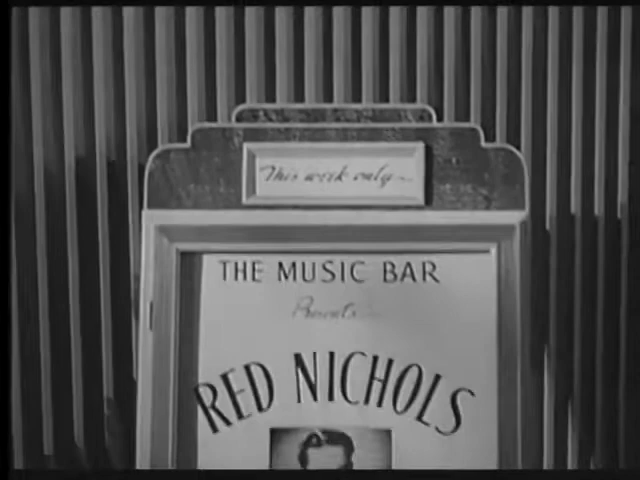 This week only
THE MUSIC BAR
Presents
RED NICHOLS